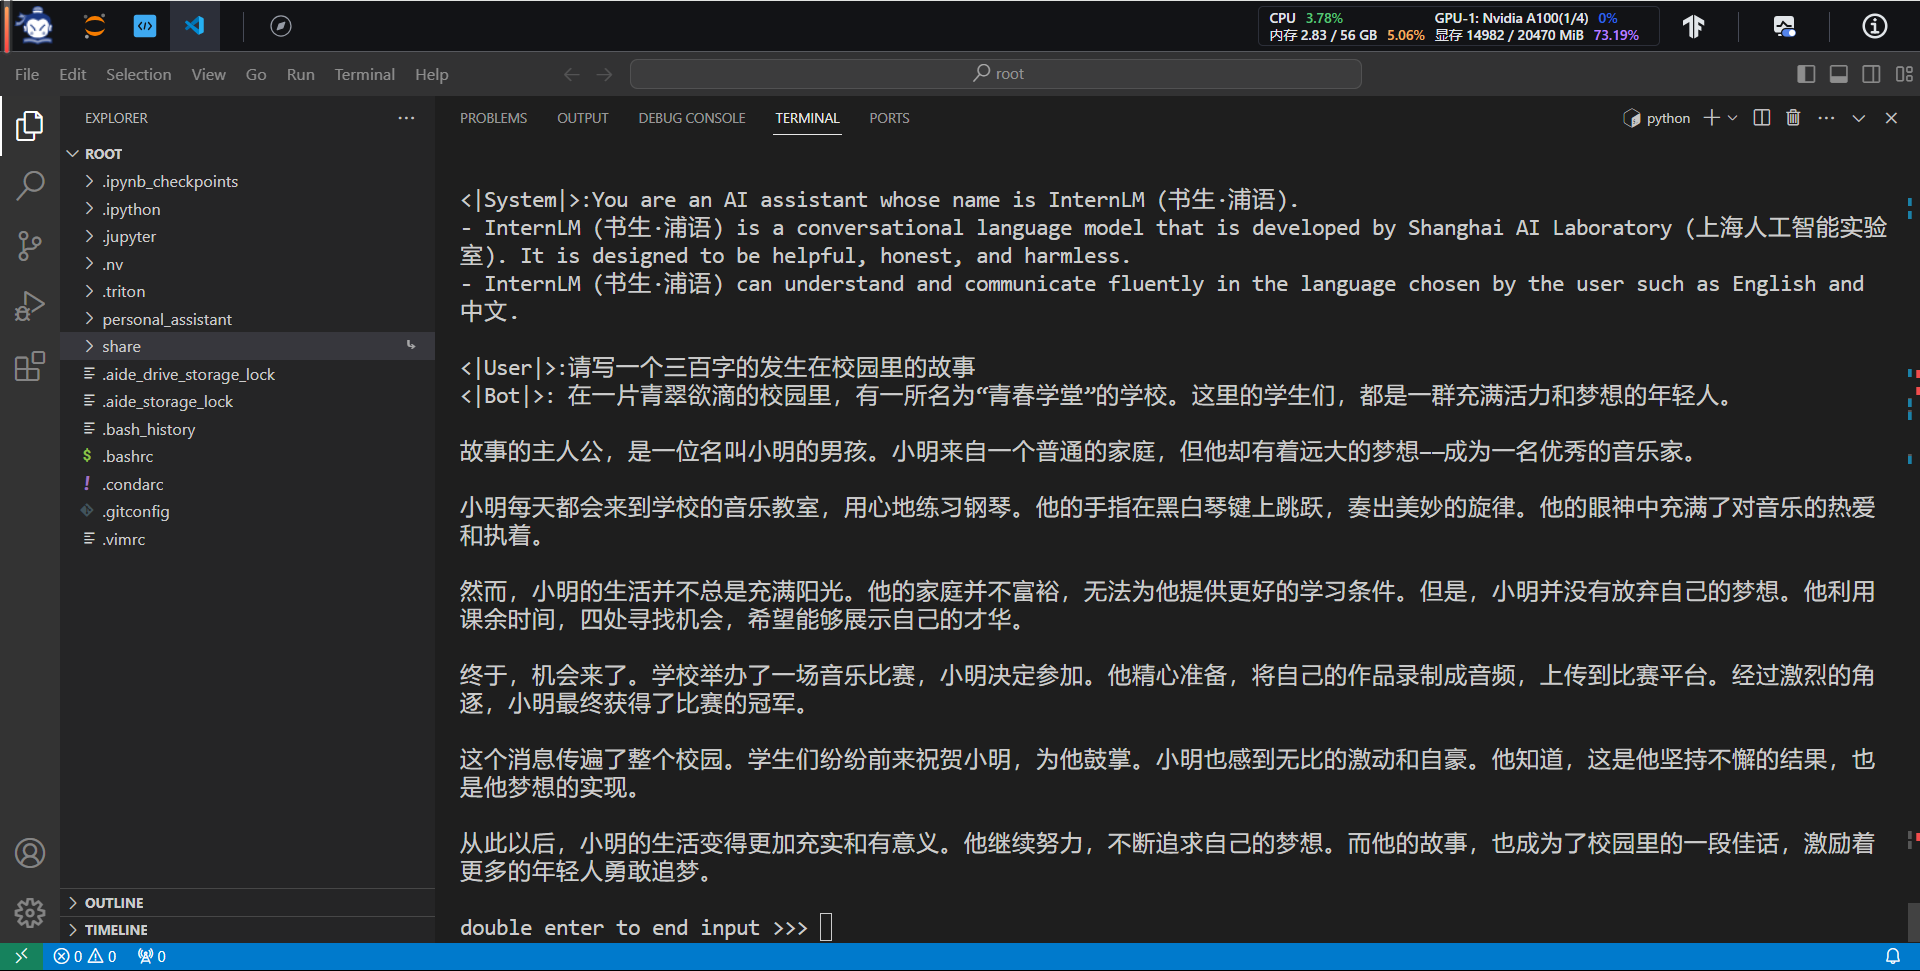 CPU 3.78% GPU-1: Nvidia A100(1/4) 0%
内存 2.83 / 56 GB 5.06% 显存 14982 / 20470 MiB 73.19%
File Edit Selection View Go Run Terminal Help root
EXPLORER
ROOT
.ipynb_checkpoints
.ipython
.jupyter
.nv
.triton
personal_assistant
share
.aide_drive_storage_lock
.aide_storage_lock
.bash_history
.bashrc
.condarc
.gitconfig
.vimrc
OUTLINE
TIMELINE
PROBLEMS OUTPUT DEBUG CONSOLE TERMINAL PORTS python
<|System|>:You are an AI assistant whose name is InternLM (书生·浦语).
- InternLM (书生·浦语) is a conversational language model that is developed by Shanghai AI Laboratory (上海人工智能实验
室). It is designed to be helpful, honest, and harmless.
- InternLM (书生·浦语) can understand and communicate fluently in the language chosen by the user such as English and
中文.
<|User|>:请写一个三百字的发生在校园里的故事
<|Bot|>: 在一片青翠欲滴的校园里，有一所名为“青春学堂”的学校。这里的学生们，都是一群充满活力和梦想的年轻人。
故事的主人公，是一位名叫小明的男孩。小明来自一个普通的家庭，但他却有着远大的梦想——成为一名优秀的音乐家。
小明每天都会来到学校的音乐教室，用心地练习钢琴。他的手指在黑白琴键上跳跃，奏出美妙的旋律。他的眼神中充满了对音乐的热爱
和执着。
然而，小明的生活并不总是充满阳光。他的家庭并不富裕，无法为他提供更好的学习条件。但是，小明并没有放弃自己的梦想。他利用
课余时间，四处寻找机会，希望能够展示自己的才华。
终于，机会来了。学校举办了一场音乐比赛，小明决定参加。他精心准备，将自己的作品录制成音频，上传到比赛平台。经过激烈的角
逐，小明最终获得了比赛的冠军。
这个消息传遍了整个校园。学生们纷纷前来祝贺小明，为他鼓掌。小明也感到无比的激动和自豪。他知道，这是他坚持不懈的结果，也
是他梦想的实现。
从此以后，小明的生活变得更加充实和有意义。他继续努力，不断追求自己的梦想。而他的故事，也成为了校园里的一段佳话，激励着
更多的年轻人勇敢追梦。
double enter to end input >>>
0 0 0